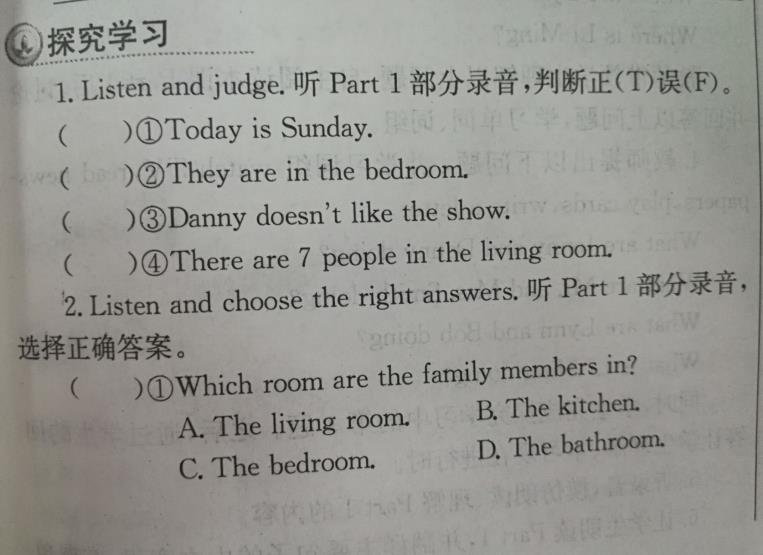 探究学习
1. Listen and judge. 听 Part 1 部分录音,判断正(T)误(F)。
( )①Today is Sunday.
( )②They are in the bedroom.
( )③Danny doesn't like the show.
( )④There are 7 people in the living room.
2. Listen and choose the right answers. 听 Part 1 部分录音,
选择正确答案。
( )①Which room are the family members in?
A. The living room. B. The kitchen.
C. The bedroom. D. The bathroom.